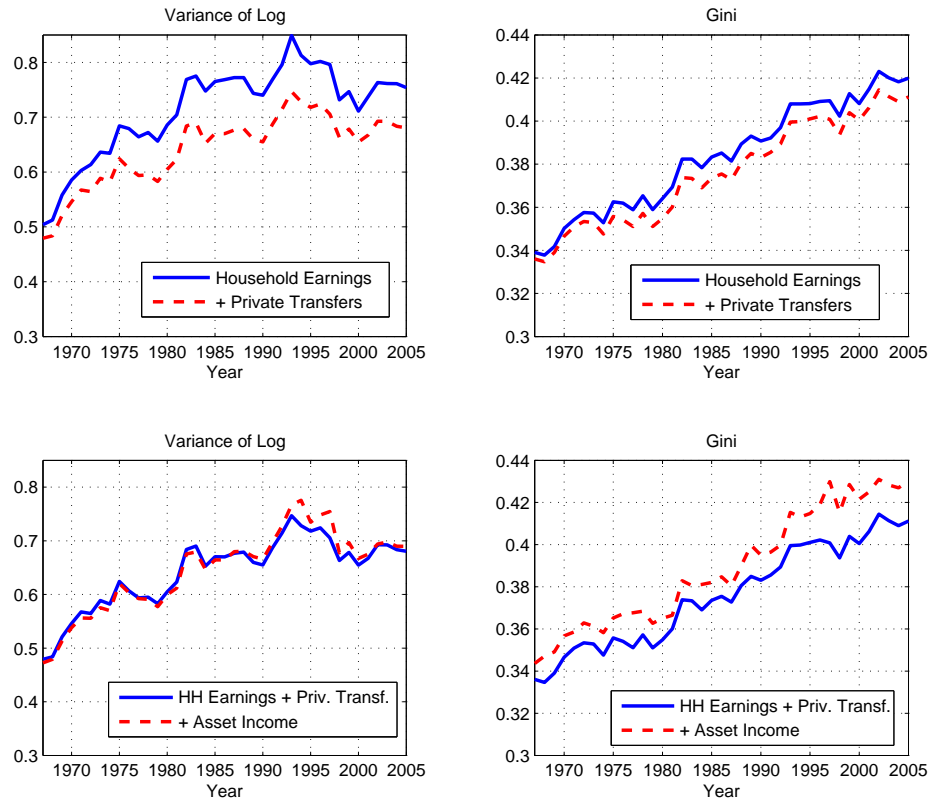 Variance of Log
0.8
0.7
0.6
0.5
0.4
0.3
1970 1975 1980 1985 1990 1995 2000 2005
Year
Household Earnings
+ Private Transfers
Gini
0.44
0.42
0.4
0.38
0.36
0.34
0.32
0.3
1970 1975 1980 1985 1990 1995 2000 2005
Year
Household Earnings
+ Private Transfers
Variance of Log
0.8
0.7
0.6
0.5
0.4
0.3
1970 1975 1980 1985 1990 1995 2000 2005
Year
HH Earnings + Priv. Transf.
+ Asset Income
Gini
0.44
0.42
0.4
0.38
0.36
0.34
0.32
0.3
1970 1975 1980 1985 1990 1995 2000 2005
Year
HH Earnings + Priv. Transf.
+ Asset Income